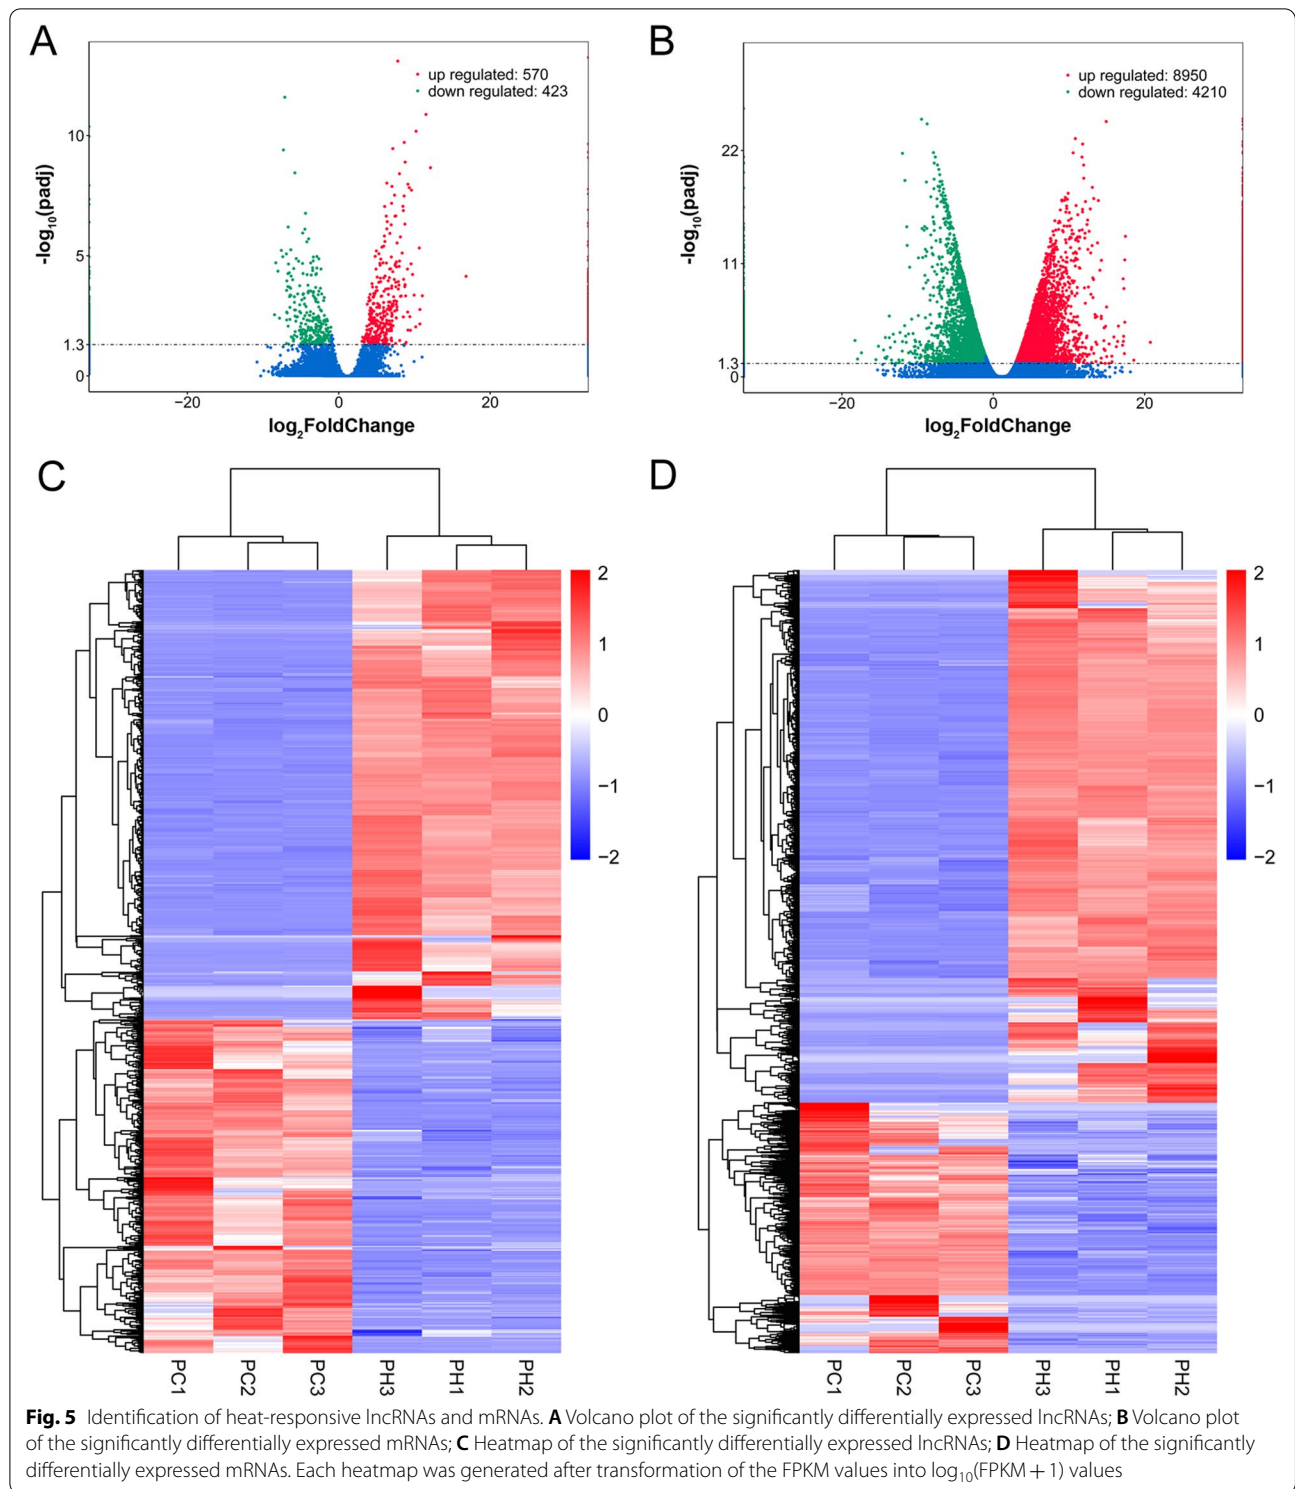 A
up regulated: 570
down regulated: 423
10
5
1.3
0
-log10(padj)
−20
0
20
log2FoldChange
B
up regulated: 8950
down regulated: 4210
22
11
1.3
0
-log10(padj)
−20
0
20
log2FoldChange
C
2
1
0
−1
−2
PC1
PC2
PC3
PH3
PH1
PH2
D
2
1
0
−1
−2
PC1
PC2
PC3
PH3
PH1
PH2
Fig. 5 Identification of heat-responsive lncRNAs and mRNAs. A Volcano plot of the significantly differentially expressed lncRNAs; B Volcano plot
of the significantly differentially expressed mRNAs; C Heatmap of the significantly differentially expressed lncRNAs; D Heatmap of the significantly
differentially expressed mRNAs. Each heatmap was generated after transformation of the FPKM values into log10(FPKM + 1) values